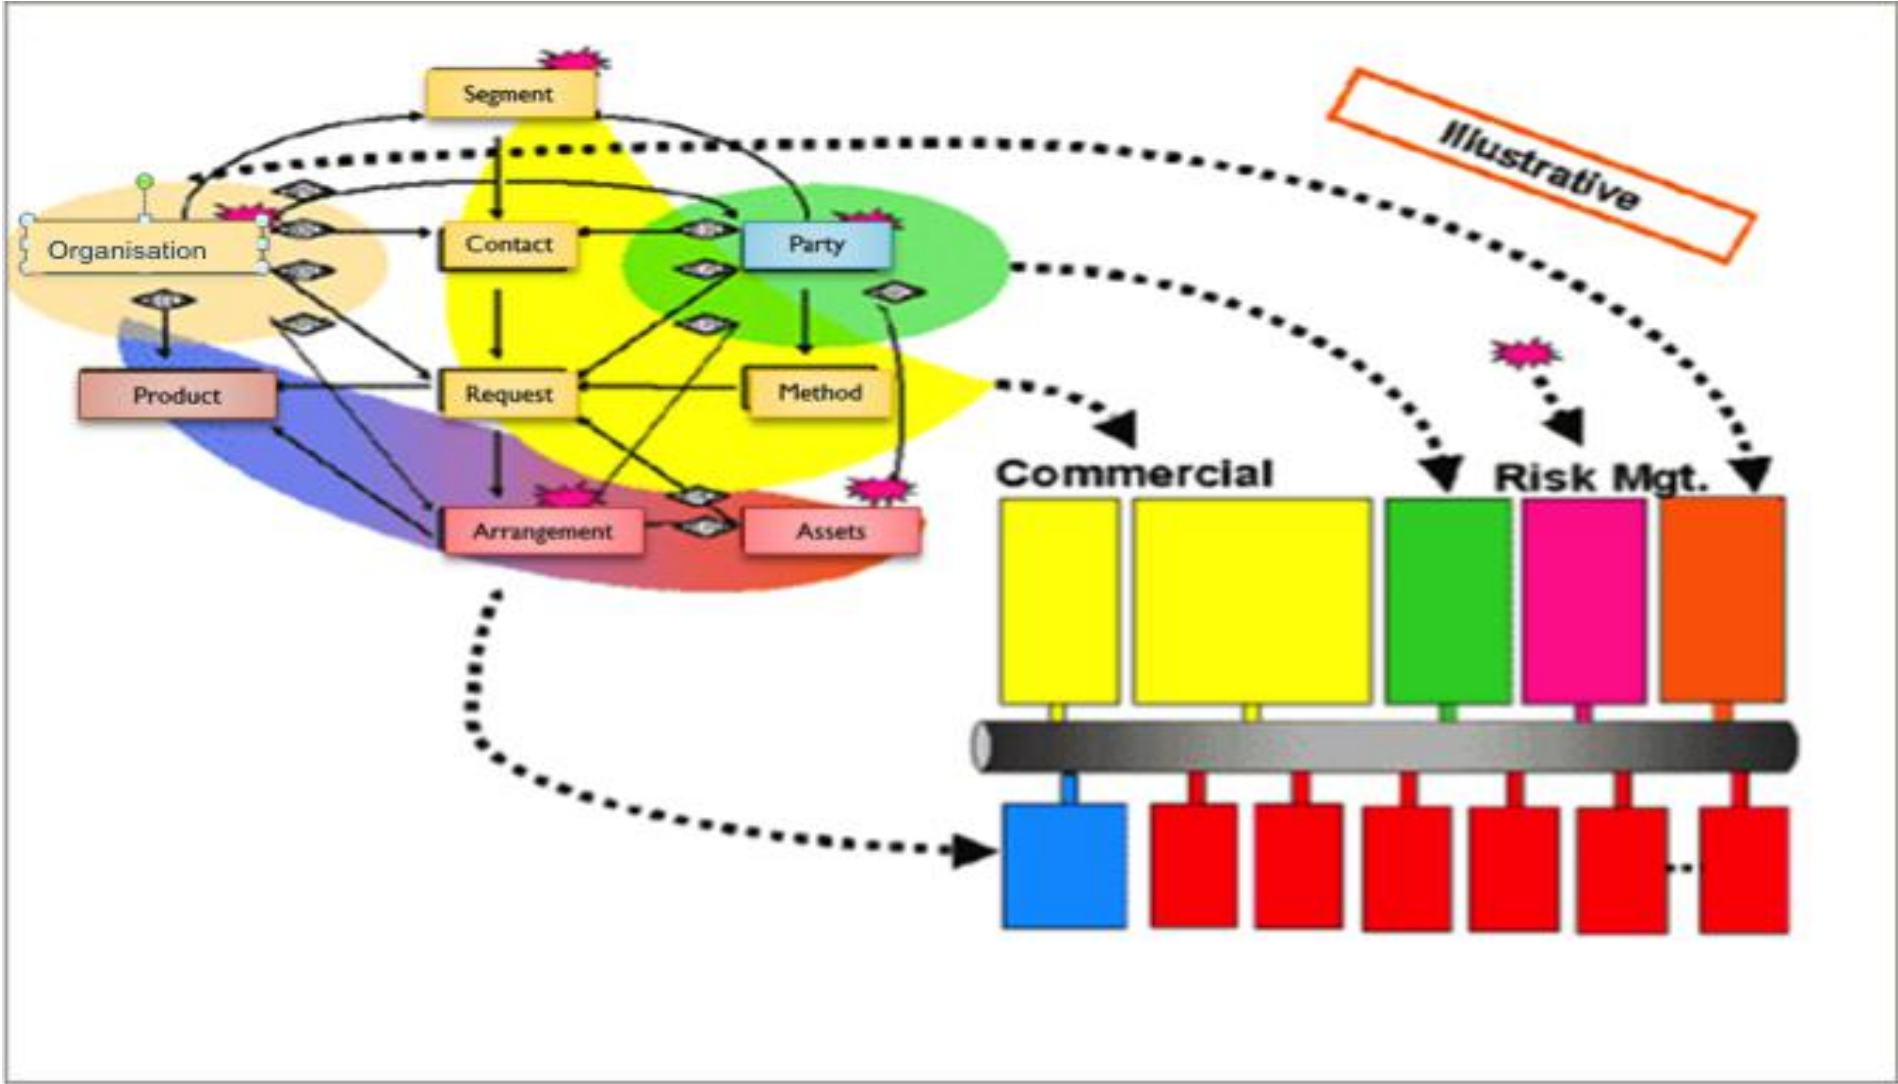 Segment
Illustrative
Organisation
Contact
Party
Product
Request
Method
Commercial
Risk Mgt.
Arrangement
Assets